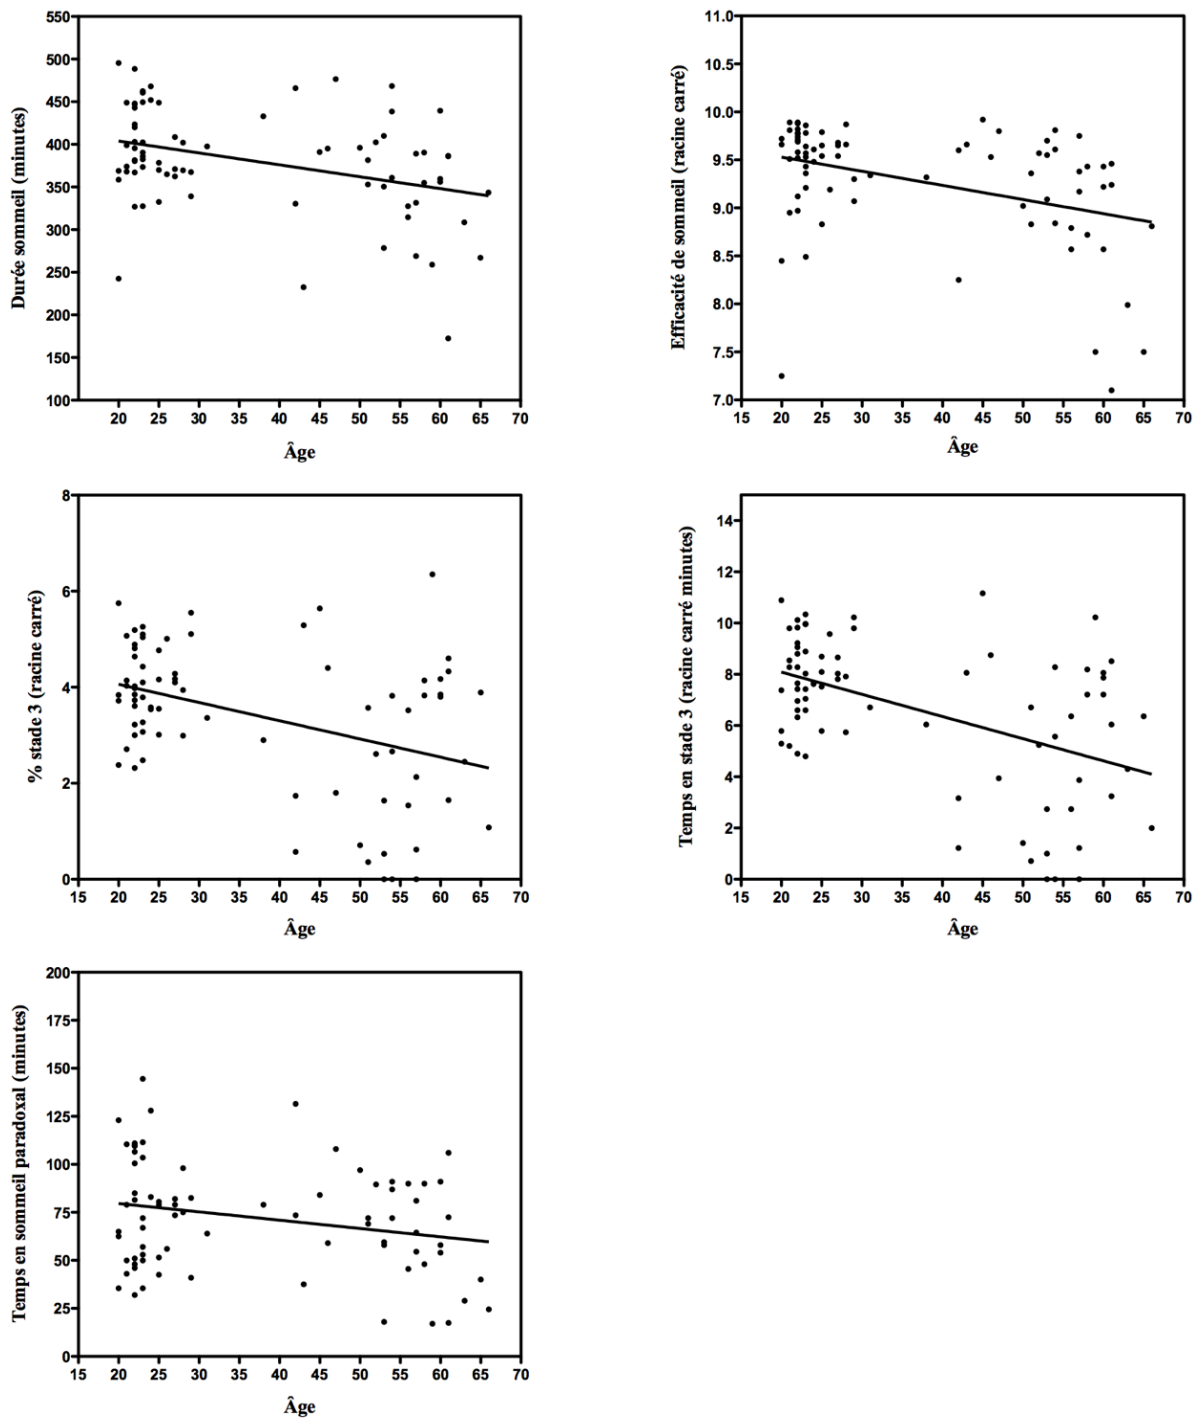 Durée sommeil (minutes)
550
500
450
400
350
300
250
200
150
100
15 20 25 30 35 40 45 50 55 60 65 70
Âge
Efficacité de sommeil (racine carré)
11.0
10.5
10.0
9.5
9.0
8.5
8.0
7.5
7.0
15 20 25 30 35 40 45 50 55 60 65 70
Âge
% stade 3 (racine carré)
8
6
4
2
0
15 20 25 30 35 40 45 50 55 60 65 70
Âge
Temps en stade 3 (racine carré minutes)
14
12
10
8
6
4
2
0
15 20 25 30 35 40 45 50 55 60 65 70
Âge
Temps en sommeil paradoxal (minutes)
200
175
150
125
100
75
50
25
0
15 20 25 30 35 40 45 50 55 60 65 70
Âge